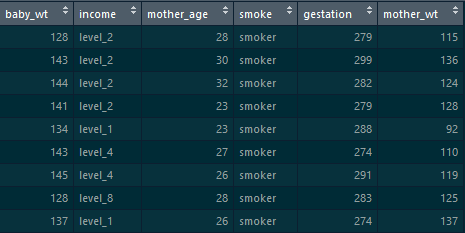 baby_wt income mother_age smoke gestation mother_wt
128 level_2 28 smoker 279 115
143 level_2 30 smoker 299 136
144 level_2 32 smoker 282 124
141 level_2 23 smoker 279 128
134 level_1 23 smoker 288 92
143 level_4 27 smoker 274 110
145 level_4 26 smoker 291 119
128 level_8 28 smoker 283 125
137 level_1 26 smoker 274 137